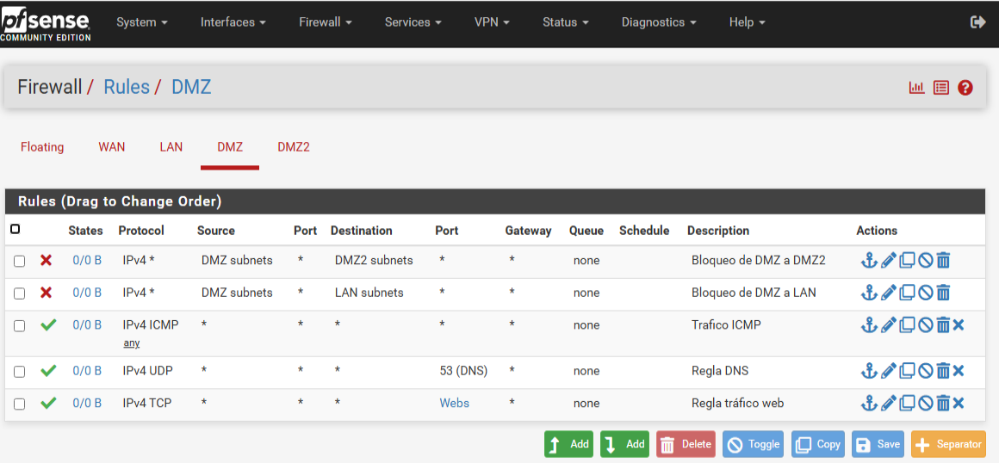 pfsense
COMMUNITY EDITION
System Interfaces Firewall Services VPN Status Diagnostics Help
Firewall / Rules / DMZ
Floating WAN LAN DMZ DMZ2
Rules (Drag to Change Order)
States Protocol Source Port Destination Port Gateway Queue Schedule Description Actions
0/0 B IPv4 * DMZ subnets * DMZ2 subnets * * none Bloqueo de DMZ a DMZ2
0/0 B IPv4 * DMZ subnets * LAN subnets * * none Bloqueo de DMZ a LAN
0/0 B IPv4 ICMP * * * * * none Trafico ICMP
any
0/0 B IPv4 UDP * * * 53 (DNS) * none Regla DNS
0/0 B IPv4 TCP * * * Webs * none Regla tráfico web
Add Add Delete Toggle Copy Save Separator